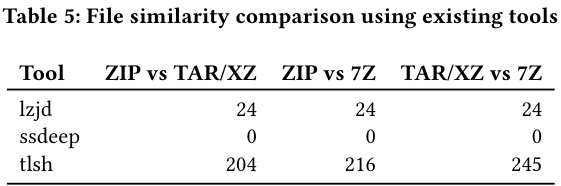 Table 5: File similarity comparison using existing tools
Tool ZIP vs TAR/XZ ZIP vs 7Z TAR/XZ vs 7Z
lzjd 24 24 24
ssdeep 0 0 0
tlsh 204 216 245